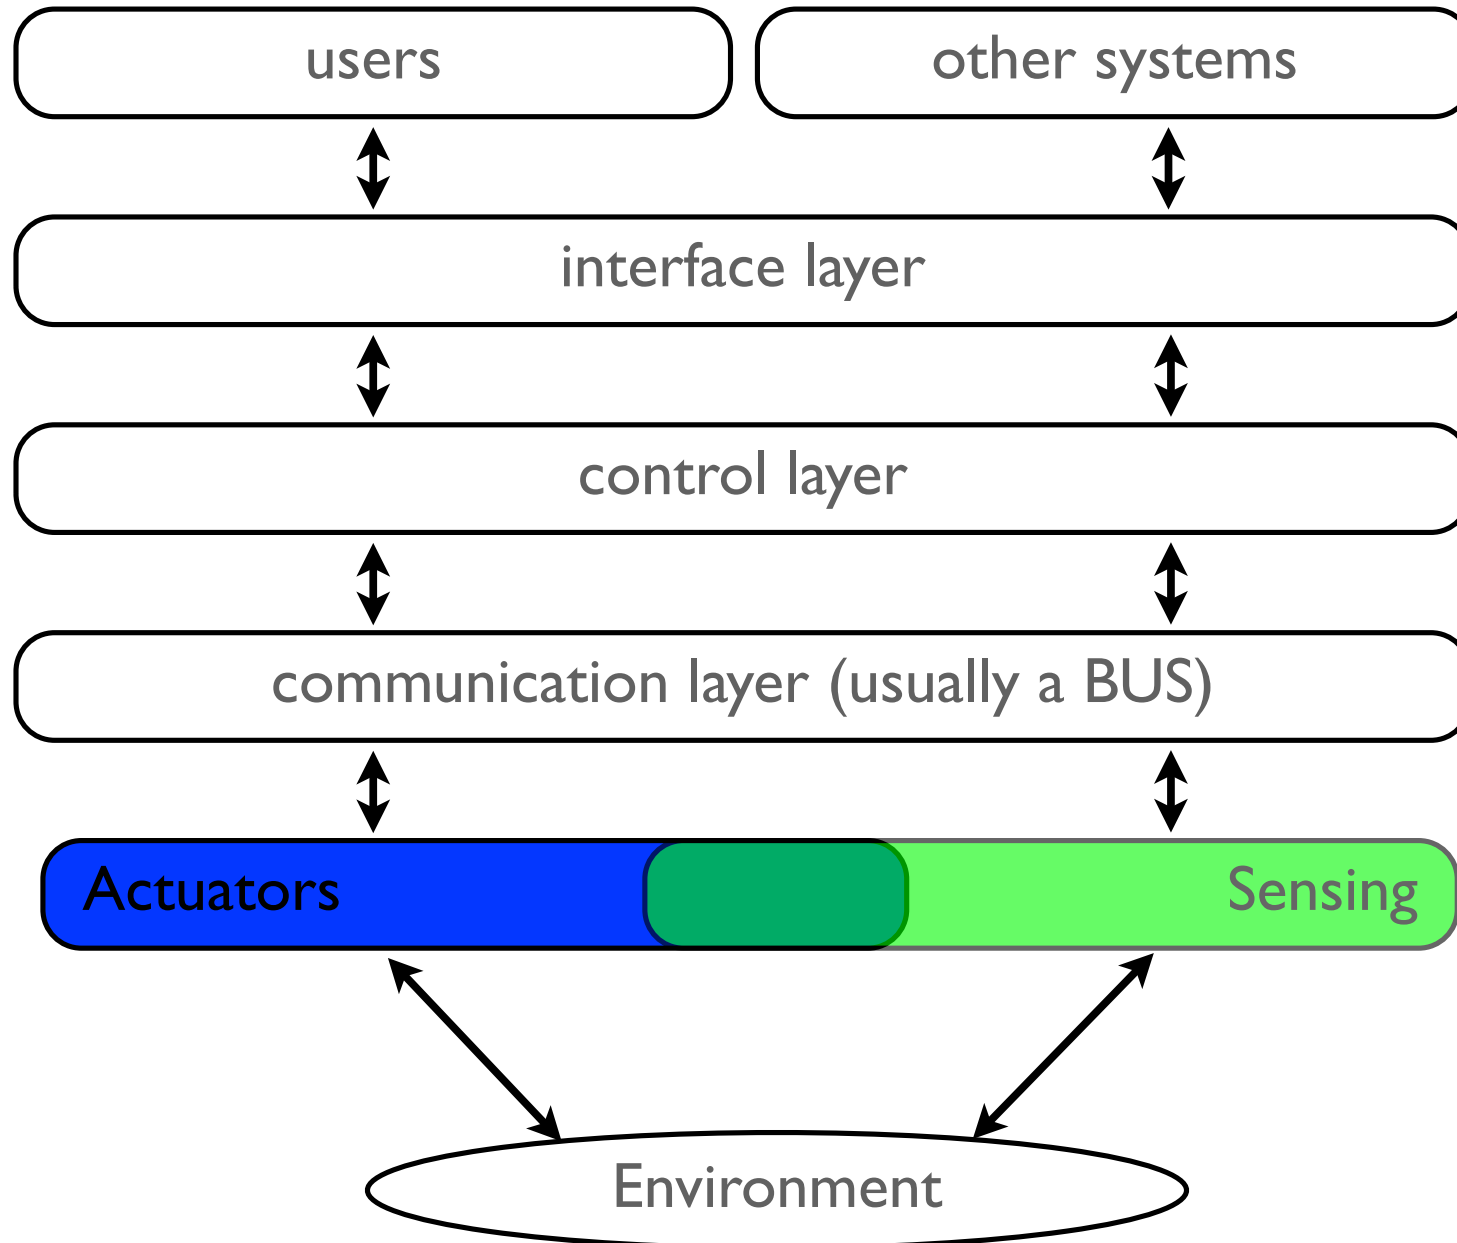 users
other systems
interface layer
control layer
communication layer (usually a BUS)
Actuators
Sensing
Environment